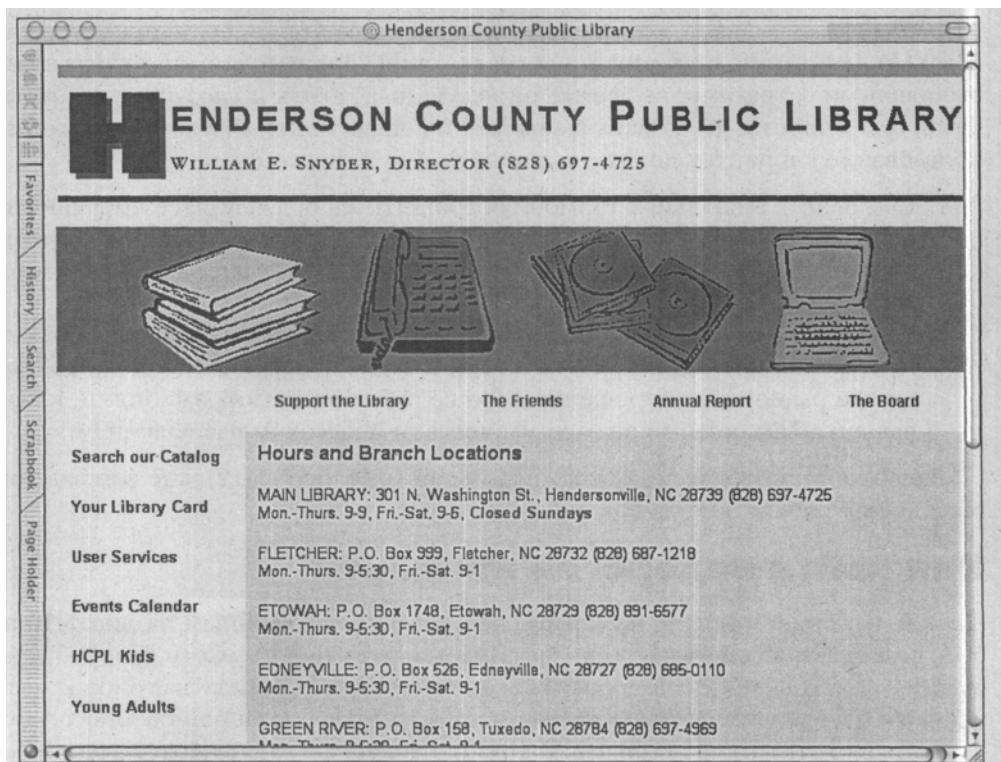 Henderson County Public Library
HENDERSON COUNTY PUBLIC LIBRARY
WILLIAM E. SNYDER, DIRECTOR (828) 697-4725
Favorites
History
Search
Scrapbook
Page Holder
Support the Library The Friends Annual Report The Board
Search our Catalog
Your Library Card
User Services
Events Calendar
HCPL Kids
Young Adults
Hours and Branch Locations
MAIN LIBRARY: 301 N. Washington St., Hendersonville, NC 28739 (828) 697-4725
Mon.-Thurs. 9-9, Fri.-Sat. 9-6, Closed Sundays
FLETCHER: P.O. Box 999, Fletcher, NC 28732 (828) 687-1218
Mon.-Thurs. 9-5:30, Fri.-Sat. 9-1
ETOWAH: P.O. Box 1748, Etowah, NC 28729 (828) 891-6577
Mon.-Thurs. 9-5:30, Fri.-Sat. 9-1
EDNEYVILLE: P.O. Box 526, Edneyville, NC 28727 (828) 685-0110
Mon.-Thurs. 9-5:30, Fri.-Sat. 9-1
GREEN RIVER: P.O. Box 158, Tuxedo, NC 28784 (828) 697-4969